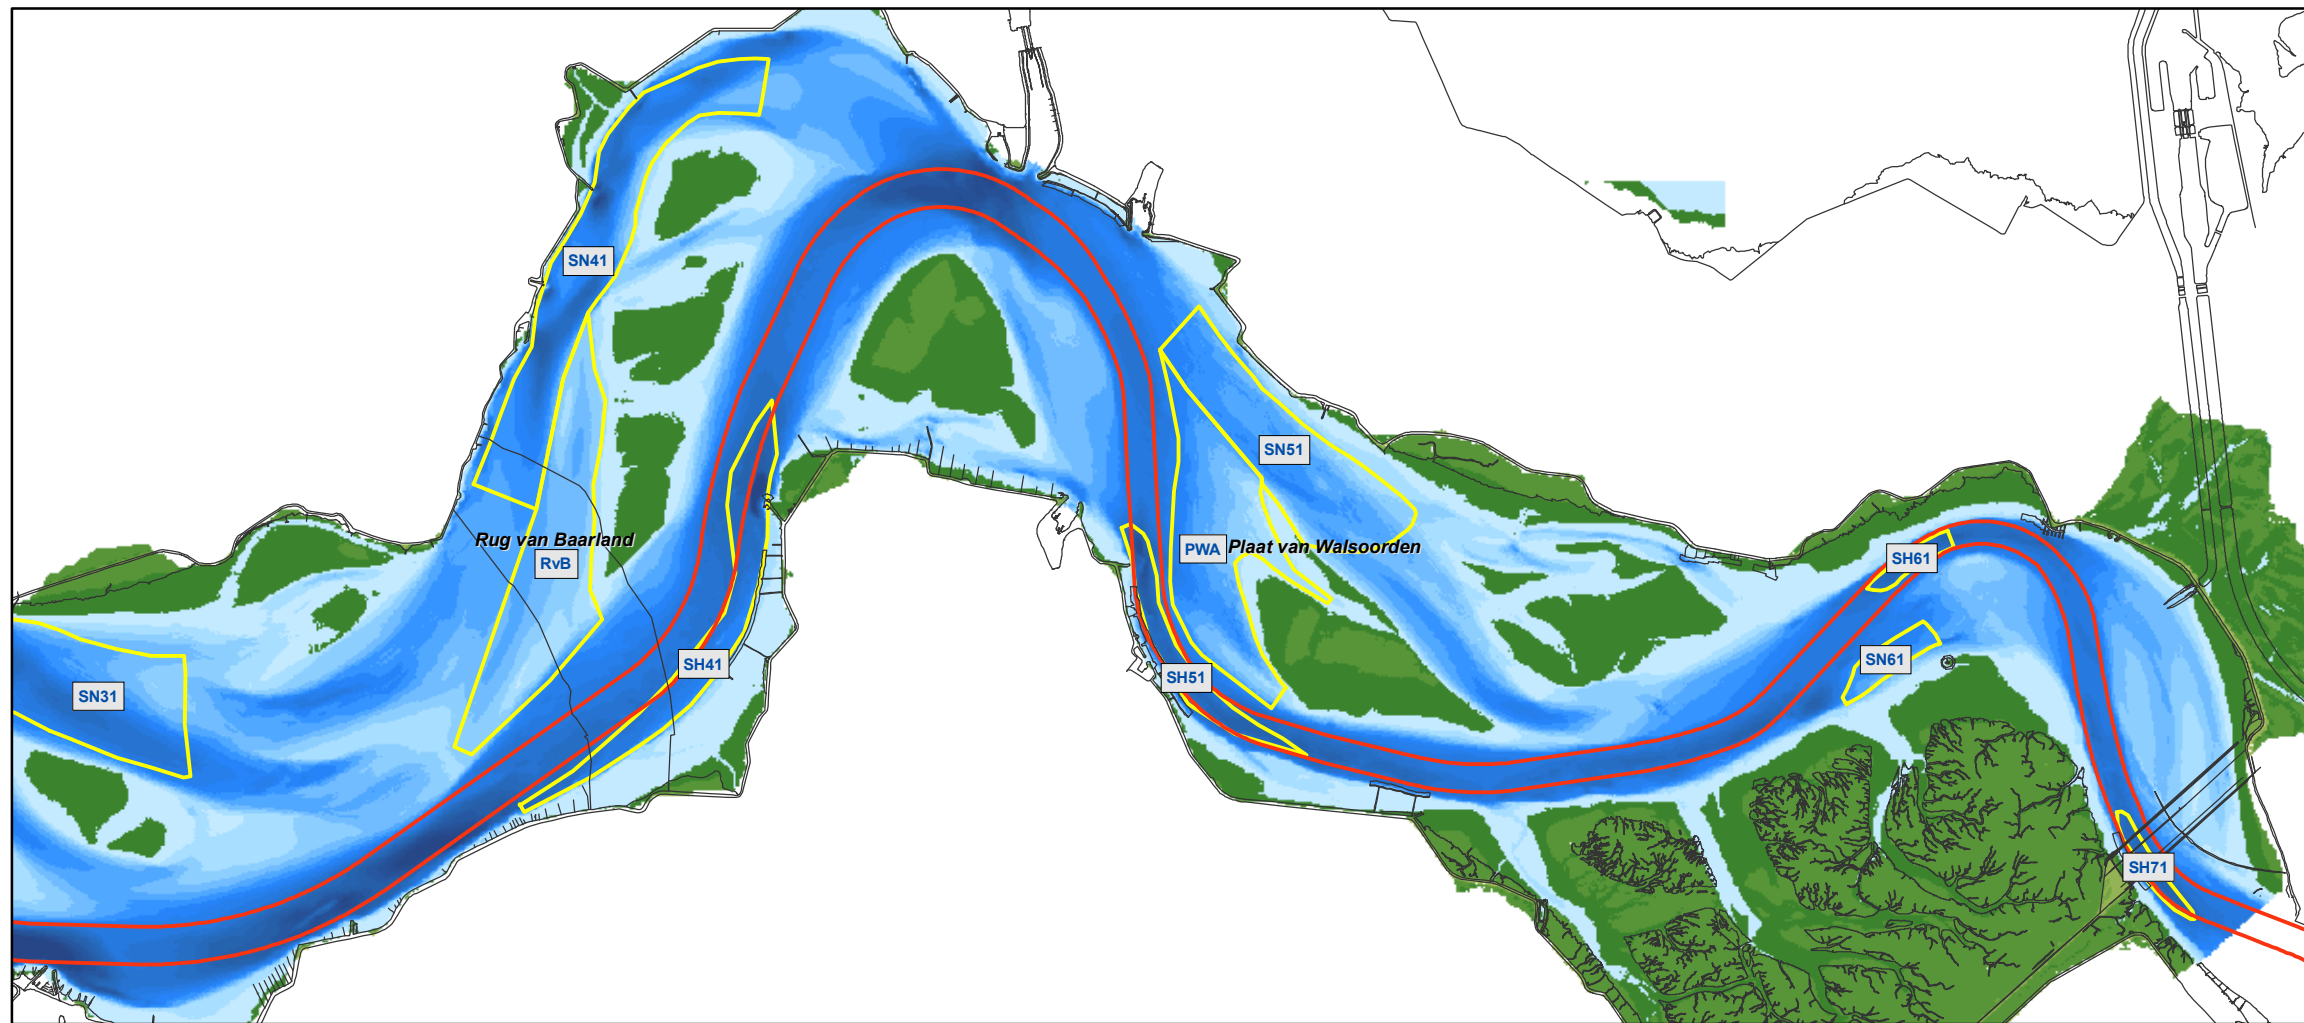 SN41
SN51
Rug van Baarland
PWA
Plaat van Walsoorden
SH61
RvB
SH41
SN61
SH51
SN31
SH71